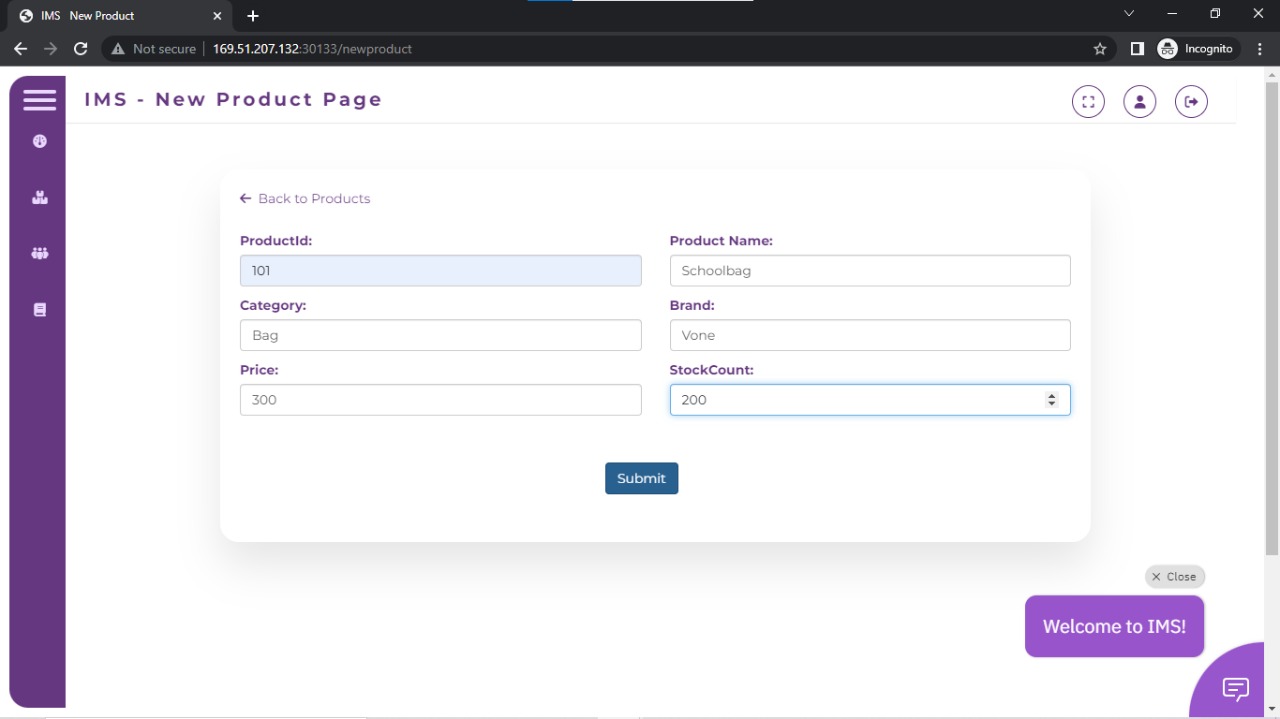 IMS  New Product
Not secure
169.51.207.132:30133/newproduct
Incognito
IMS - New Product Page
Back to Products
ProductId:
Product Name:
101
Schoolbag
Category:
Brand:
Bag
Vone
Price:
StockCount:
300
200
Submit
Close
Welcome to IMS!